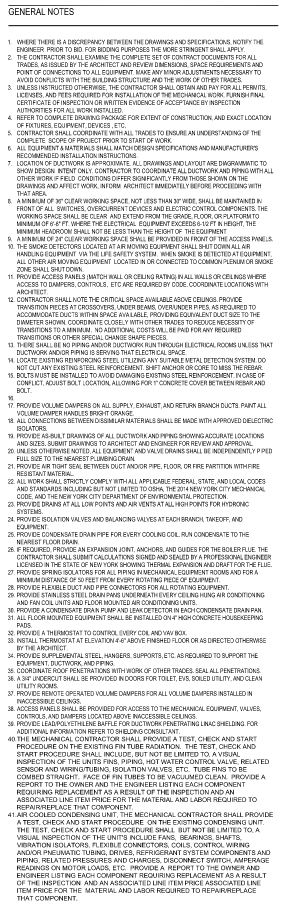 GENERAL NOTES
1. WHERE THERE IS A DISCREPANCY BETWEEN THE DRAWINGS AND SPECIFICATIONS, NOTIFY THE
ENGINEER PRIOR TO BID. FOR BIDDING PURPOSES THE MORE STRINGENT SHALL APPLY.
2. THE CONTRACTOR SHALL EXAMINE THE COMPLETE SET OF CONTRACT DOCUMENTS FOR ALL
TRADES, AS ISSUED BY THE ARCHITECT AND REVIEW DIMENSIONS, SPACE REQUIREMENTS AND
POINT OF CONNECTIONS TO ALL EQUIPMENT. MAKE ANY MINOR ADJUSTMENTS NECESSARY TO
AVOID CONFLICTS WITH THE BUILDING STRUCTURE AND THE WORK OF OTHER TRADES.
3. UNLESS INSTRUCTED OTHERWISE, THE CONTRACTOR SHALL OBTAIN AND PAY FOR ALL PERMITS,
LICENSES, AND FEES REQUIRED FOR INSTALLATION OF THE MECHANICAL WORK. FURNISH FINAL
CERTIFICATE OF INSPECTION OR WRITTEN EVIDENCE OF ACCEPTANCE BY INSPECTION
AUTHORITIES FOR ALL WORK INSTALLED.
4. REFER TO COMPLETE DRAWING PACKAGE FOR EXTENT OF CONSTRUCTION, AND EXACT LOCATION
OF FIXTURES, EQUIPMENT, DEVICES , ETC.
5. CONTRACTOR SHALL COORDINATE WITH ALL TRADES TO ENSURE AN UNDERSTANDING OF THE
COMPLETE SCOPE OF PROJECT PRIOR TO START OF WORK
6. ALL EQUIPMENT & MATERIALS SHALL MATCH DESIGN SPECIFICATIONS AND MANUFACTURER'S
RECOMMENDED INSTALLATION INSTRUCTIONS.
7. LOCATION OF DUCTWORK IS APPROXIMATE. ALL DRAWINGS AND LAYOUT ARE DIAGRAMMATIC TO
SHOW DESIGN INTENT ONLY. CONTRACTOR TO COORDINATE ALL DUCTWORK AND PIPING WITH ALL
OTHER WORK IF FIELD CONDITIONS DIFFER SIGNIFICANTLY, FROM THOSE SHOWN ON THE
DRAWINGS AND AFFECT WORK, INFORM ARCHITECT IMMEDIATELY BEFORE PROCEEDING WITH
THAT AREA.
8. A MINIMUM OF 36" CLEAR WORKING SPACE, NOT LESS THAN 30" WIDE, SHALL BE MAINTAINED IN
FRONT OF ALL SWITCHES, OVERCURRENT DEVICES AND ELECTRIC CONTROL COMPONENTS. THE
WORKING SPACE SHALL BE CLEAR AND EXTEND FROM THE GRADE, FLOOR, OR PLATFORM TO
MINIMUM OF 6'-6" FT. WHERE THE ELECTRICAL EQUIPMENT EXCEEDS 6-1/2 FT IN HEIGHT, THE
MINIMUM HEADROOM SHALL NOT BE LESS THAN THE HEIGHT OF THE EQUIPMENT
9. A MINIMUM OF 24" CLEAR WORKING SPACE SHALL BE PROVIDED IN FRONT OF THE ACCESS PANELS.
10. THE SMOKE DETECTORS LOCATED AT AIR MOVING EQUIPMENT SHALL SHUT DOWN ALL AIR
HANDLING EQUIPMENT VIA THE LIFE SAFETY SYSTEM. WHEN SMOKE IS DETECTED AT EQUIPMENT,
ALL OTHER AIR MOVING EQUIPMENT LOCATED IN OR CONNECTED TO COMMON PLENUM OR SMOKE
ZONE SHALL SHUT DOWN.
11. PROVIDE ACCESS PANELS (MATCH WALL OR CEILING RATING) IN ALL WALLS OR CEILINGS WHERE
ACCESS TO DAMPERS, CONTROLS, ETC ARE REQUIRED BY CODE. COORDINATE LOCATIONS WITH
ARCHITECT.
12. CONTRACTOR SHALL NOTE THE CRITICAL SPACE AVAILABLE ABOVE CEILINGS. PROVIDE
TRANSITION PIECES AT CROSSOVERS, UNDER BEAMS, OVER/UNDER PIPES, AS REQUIRED TO
ACCOMMODATE DUCTS WITHIN SPACE AVAILABLE, PROVIDING EQUIVALENT DUCT SIZE TO THE
DIAMETER SHOWN. COORDINATE CLOSELY WITH OTHER TRADES TO REDUCE NECESSITY OF
TRANSITIONS TO A MINIMUM. NO ADDITIONAL COSTS WILL BE PAID FOR ANY REQUIRED
TRANSITIONS OR OTHER SPECIAL CHANGE SHAPE PIECES.
13. THERE SHALL BE NO PIPING AND/OR DUCTWORK RUN THROUGH ELECTRICAL ROOMS UNLESS THAT
DUCTWORK AND/OR PIPING IS SERVING THAT ELECTRICAL SPACE
14. LOCATE EXISTING REINFORCING STEEL UTILIZING ANY SUITABLE METAL DETECTION SYSTEM. DO
NOT CUT ANY EXISTING STEEL REINFORCEMENT. SHIFT ANCHOR OR CORE TO MISS THE REBAR.
15. BOLTS MUST BE INSTALLED TO AVOID DAMAGING EXISTING STEEL REINFORCEMENT. IN CASE OF
CONFLICT, ADJUST BOLT LOCATION, ALLOWING FOR 1" CONCRETE COVER BETWEEN REBAR AND
BOLT.
16.
17. PROVIDE VOLUME DAMPERS ON ALL SUPPLY, EXHAUST, AND RETURN BRANCH DUCTS. PAINT ALL
VOLUME DAMPER HANDLES BRIGHT ORANGE.
18. ALL CONNECTIONS BETWEEN DISSIMILAR MATERIALS SHALL BE MADE WITH APPROVED DIELECTRIC
ISOLATORS.
19. PROVIDE AS-BUILT DRAWINGS OF ALL DUCTWORK AND PIPING SHOWING ACCURATE LOCATIONS
AND SIZES, SUBMIT DRAWINGS TO ARCHITECT AND ENGINEER FOR REVIEW AND APPROVAL.
20. UNLESS OTHERWISE NOTED, ALL EQUIPMENT AND VALVE DRAINS SHALL BE INDEPENDENTLY PIPED
FULL SIZE TO THE NEAREST PLUMBING DRAIN.
21. PROVIDE AIR TIGHT SEAL BETWEEN DUCT AND/OR PIPE, FLOOR, OR FIRE PARTITION WITH FIRE
RESISTANT MATERIAL.
22. ALL WORK SHALL STRICTLY COMPLY WITH ALL APPLICABLE FEDERAL, STATE, AND LOCAL CODES
AND STANDARDS INCLUDING BUT NOT LIMITED TO OSHA, THE 2014 NEW YORK CITY MECHANICAL
CODE, AND THE NEW YORK CITY DEPARTMENT OF ENVIRONMENTAL PROTECTION.
23. PROVIDE DRAINS AT ALL LOW POINTS AND AIR VENTS AT ALL HIGH POINTS FOR HYDRONIC
SYSTEMS.
24. PROVIDE ISOLATION VALVES AND BALANCING VALVES AT EACH BRANCH, TAKEOFF, AND
EQUIPMENT.
25. PROVIDE CONDENSATE DRAIN PIPE FOR EVERY COOLING COIL. RUN CONDENSATE TO THE
NEAREST FLOOR DRAIN.
26. IF REQUIRED, PROVIDE AN EXPANSION JOINT, ANCHORS, AND GUIDES FOR THE BOILER FLUE. THE
CONTRACTOR SHALL SUBMIT CALCULATIONS SIGNED AND SEALED BY A PROFESSIONAL ENGINEER
LICENSED IN THE STATE OF NEW YORK SHOWING THERMAL EXPANSION AND DRAFT FOR THE FLUE.
27. PROVIDE SPRING ISOLATORS FOR ALL PIPING IN MECHANICAL EQUIPMENT ROOMS AND FOR A
MINIMUM DISTANCE OF 50 FEET FROM EVERY ROTATING PIECE OF EQUIPMENT.
28. PROVIDE FLEXIBLE DUCT AND PIPE CONNECTORS FOR ALL ROTATING EQUIPMENT.
29. PROVIDE STAINLESS STEEL DRAIN PANS UNDERNEATH EVERY CEILING HUNG AIR CONDITIONING
AND FAN COIL UNITS AND FLOOR MOUNTED AIR CONDITIONING UNITS.
30. PROVIDE A CONDENSATE DRAIN PUMP AND LEAK DETECTOR IN EACH CONDENSATE DRAIN PAN.
31. ALL FLOOR MOUNTED EQUIPMENT SHALL BE INSTALLED ON 4" HIGH CONCRETE HOUSEKEEPING
PADS.
32. PROVIDE A THERMOSTAT TO CONTROL EVERY COIL AND VAV BOX.
33. INSTALL THERMOSTAT AT ELEVATION 4'-6" ABOVE FINISHED FLOOR OR AS DIRECTED OTHERWISE
BY THE ARCHITECT
34. PROVIDE SUPPLEMENTAL STEEL, HANGERS, SUPPORTS, ETC. AS REQUIRED TO SUPPORT THE
EQUIPMENT, DUCTWORK, AND PIPING.
35. COORDINATE ROOF PENETRATIONS WITH WORK OF OTHER TRADES. SEAL ALL PENETRATIONS.
36. A 3/4" UNDERCUT SHALL BE PROVIDED IN DOORS FOR TOILET, EVS, SOILED UTILITY, AND CLEAN
UTILITY ROOMS.
37. PROVIDE REMOTE OPERATED VOLUME DAMPERS FOR ALL VOLUME DAMPERS INSTALLED IN
INACCESSIBLE CEILINGS.
38. ACCESS PANELS SHALL BE PROVIDED FOR ACCESS TO THE MECHANICAL EQUIPMENT, VALVES,
CONTROLS, AND DAMPERS LOCATED ABOVE INACCESSIBLE CEILINGS.
39. PROVIDE LEAD/POLYETHYLENE BAFFLE FOR DUCTWORK PENETRATING LINAC SHIELDING. FOR
ADDITIONAL INFORMATION REFER TO SHIELDING CONSULTANT.
40.THE MECHANICAL CONTRACTOR SHALL PROVIDE A TEST, CHECK AND START
PROCEDURE ON THE EXISTING FIN TUBE RADIATION. THE TEST, CHECK AND
START PROCEDURE SHALL INCLUDE, BUT NOT BE LIMITED TO, A VISUAL
INSPECTION OF THE UNITS FINS, PIPING, HOT WATER CONTROL VALVE, RELATED
SENSOR AND WIRING/TUBING, ISOLATION VALVES, ETC. TUBE FINS TO BE
COMBED STRAIGHT. FACE OF FIN TUBES TO BE VACUUMED CLEAN. PROVIDE A
REPORT TO THE OWNER AND THE ENGINEER LISTING EACH COMPONENT
REQUIRING REPLACEMENT AS A RESULT OF THE INSPECTION AND AN
ASSOCIATED LINE ITEM PRICE FOR THE MATERIAL AND LABOR REQUIRED TO
REPAIR/REPLACE THAT COMPONENT.
41.AIR COOLED CONDENSING UNIT, THE MECHANICAL CONTRACTOR SHALL PROVIDE
A TEST, CHECK AND START PROCEDURE ON THE EXISTING CONDENSING UNIT.
THE TEST, CHECK AND START PROCEDURE SHALL BUT NOT BE LIMITED TO, A
VISUAL INSPECTION OF THE UNITS INCLUDE FANS, BEARINGS, SHAFTS,
VIBRATION ISOLATORS, FLEXIBLE CONNECTORS, COILS, CONTROL WIRING
AND/OR PNEUMATIC TUBING, DRIVES, REFRIGERANT SYSTEM COMPONENTS AND
PIPING, RELATED PRESSURES AND CHARGES, DISCONNECT SWITCH, AMPERAGE
READINGS ON MOTOR LOADS, ETC. PROVIDE A REPORT TO THE OWNER AND
ENGINEER LISTING EACH COMPONENT REQUIRING REPLACEMENT AS A RESULT
OF THE INSPECTION AND AN ASSOCIATED LINE ITEM PRICE ASSOCIATED LINE
ITEM PRICE FOR THE MATERIAL AND LABOR REQUIRED TO REPAIR/REPLACE
THAT COMPONENT.